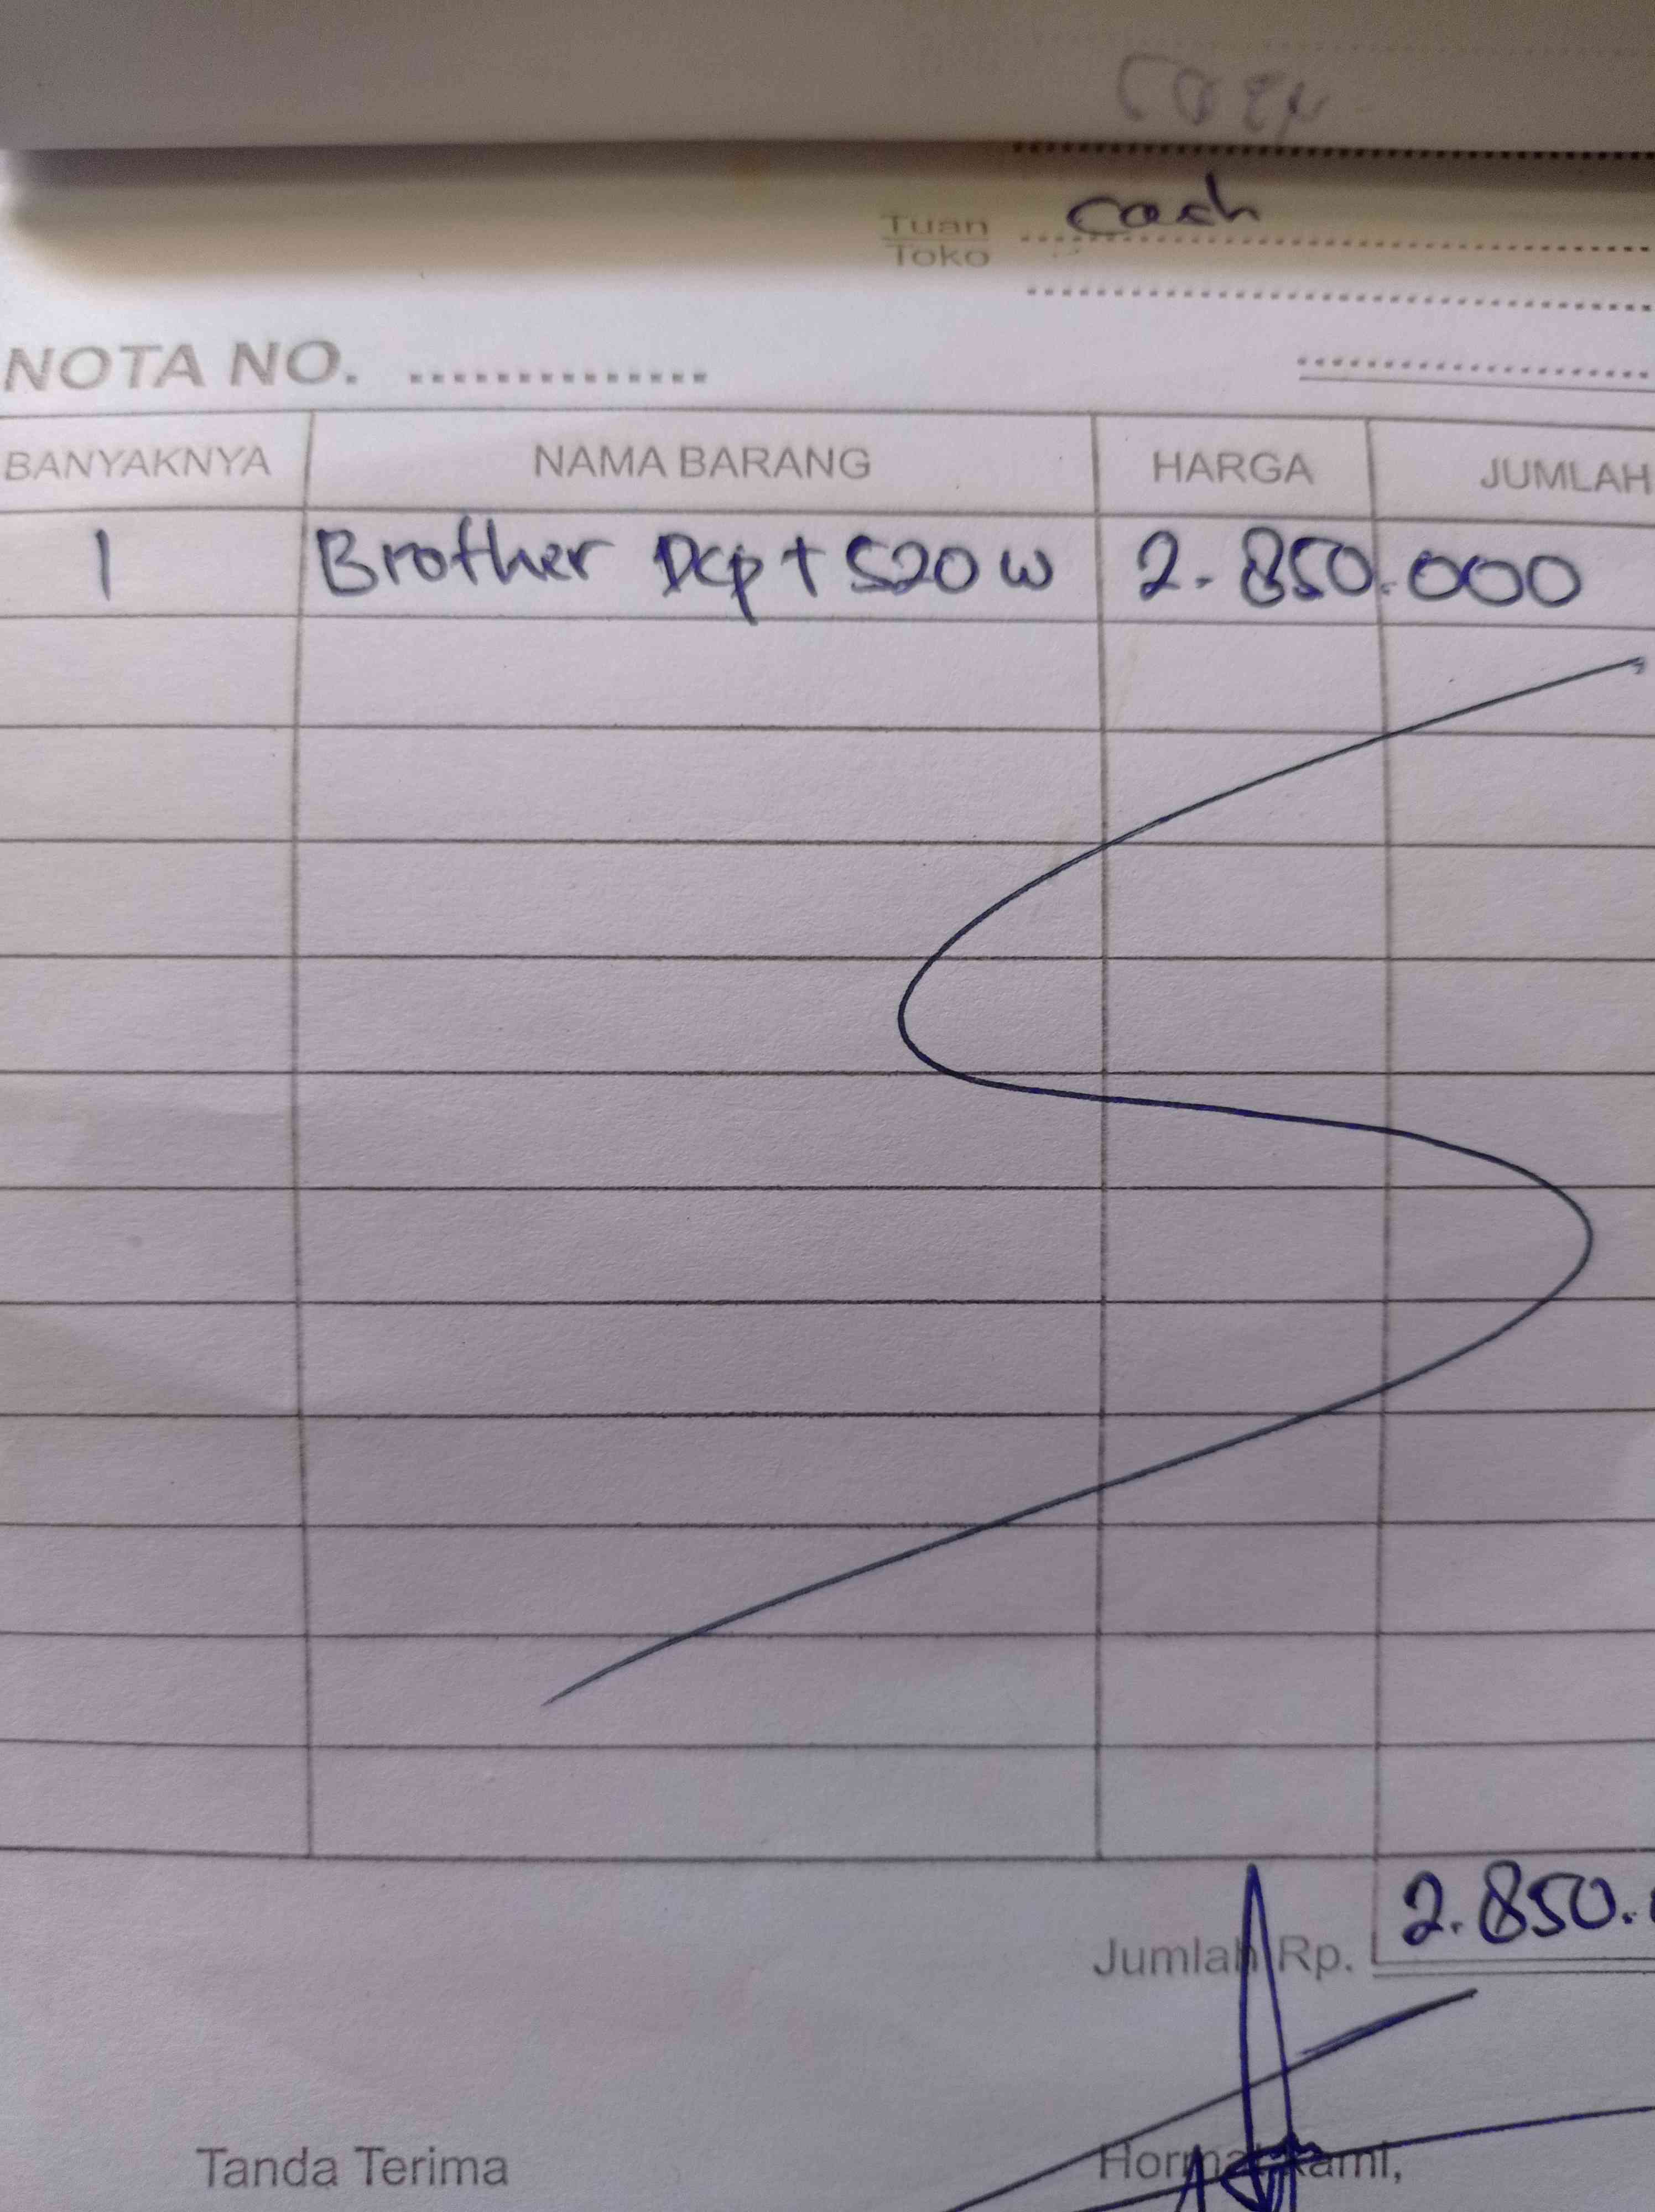 Cash
Tuan
Toko
NOTA NO.
BANYAKNYA NAMA BARANG HARGA JUMLAH
1 Brother Dcp t 520 w 2.850.000
Jumlah Rp. 2.850.
Tanda Terima Hormat Kami,